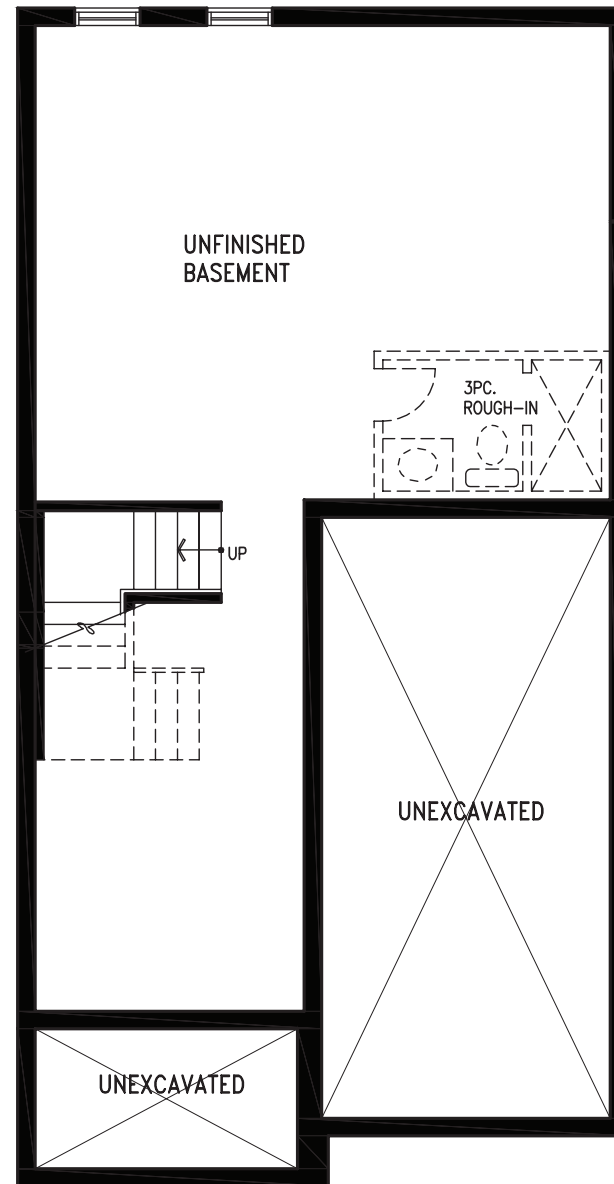 UNFINISHED
BASEMENT
3PC.
ROUGH-IN
UP
UNEXCAVATED
UNEXCAVATED